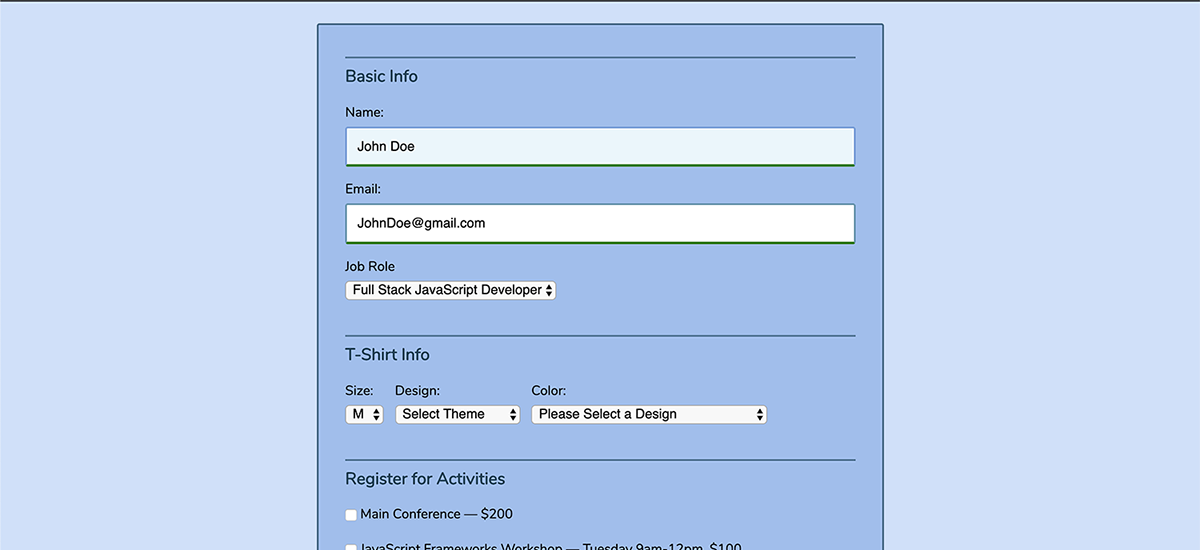 Basic Info
Name:
John Doe
Email:
JohnDoe@gmail.com
Job Role
Full Stack JavaScript Developer
T-Shirt Info
Size: Design: Color:
M Select Theme Please Select a Design
Register for Activities
Main Conference — $200
JavaScript Frameworks Workshop — Tuesday 9am-12pm, $100